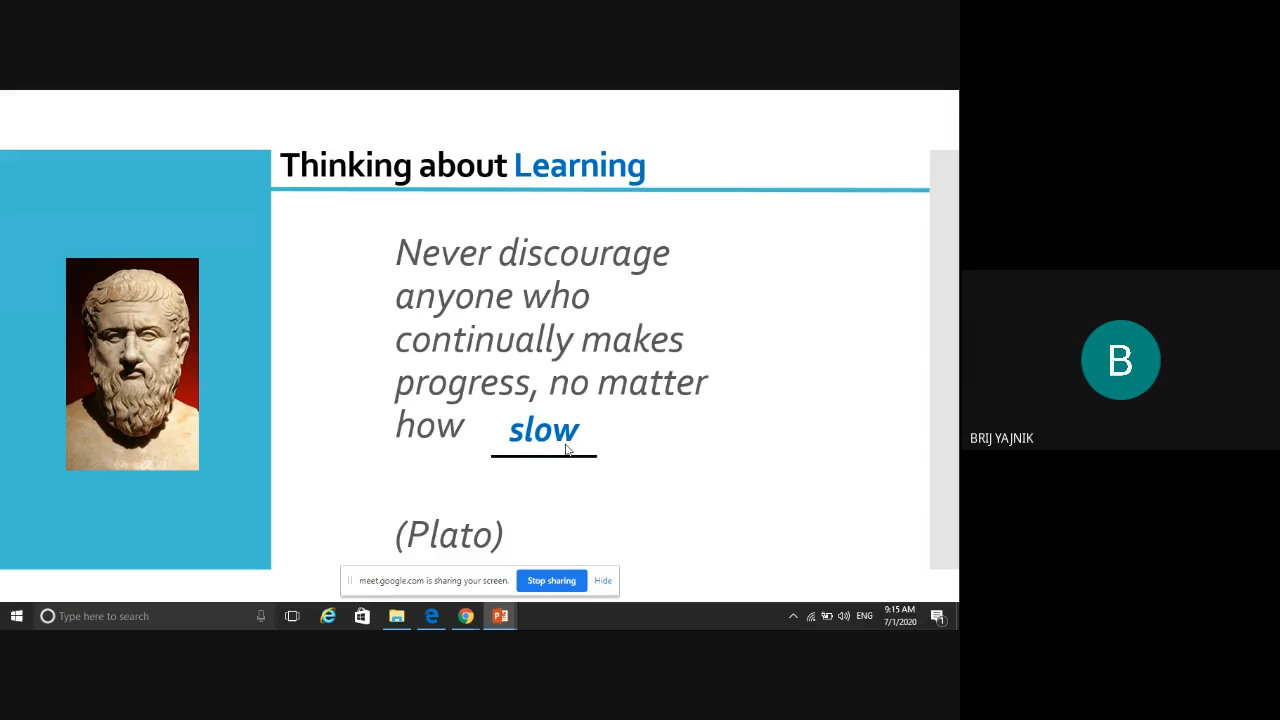 Thinking about Learning
Never discourage
anyone who
continually makes
progress, no matter
how slow
(Plato)
meet.google.com is sharing your screen. Stop sharing Hide
Type here to search
ENG
9:15 AM
7/1/2020
1
B
BRIJ YAJNIK